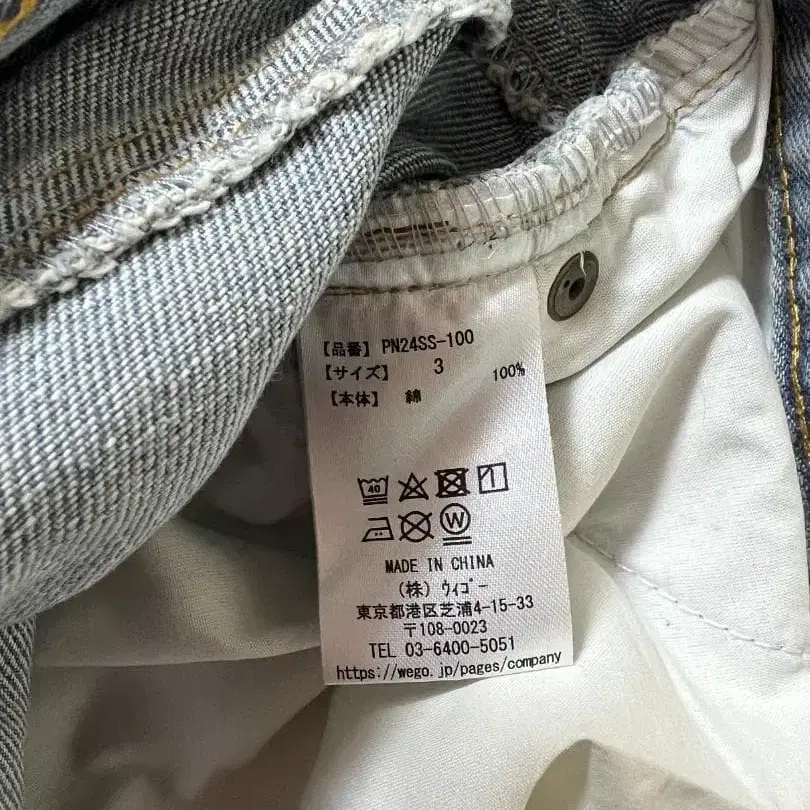 【品番】 PN24SS-100
【サイズ】 3
【本体】 綿 100%
40
W
MADE IN CHINA
(株) ウィゴー
東京都港区芝浦4-15-33
〒108-0023
TEL 03-6400-5051
https://wego.jp/pages/company